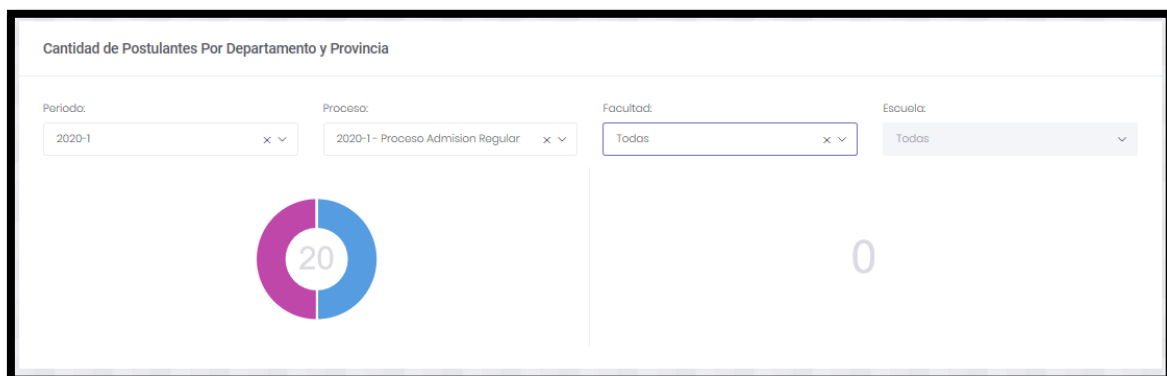 Cantidad de Postulantes Por Departamento y Provincia
Periodo: Proceso: Facultad: Escuela:
2020-1 2020-1 - Proceso Admision Regular Todas Todas
20 0